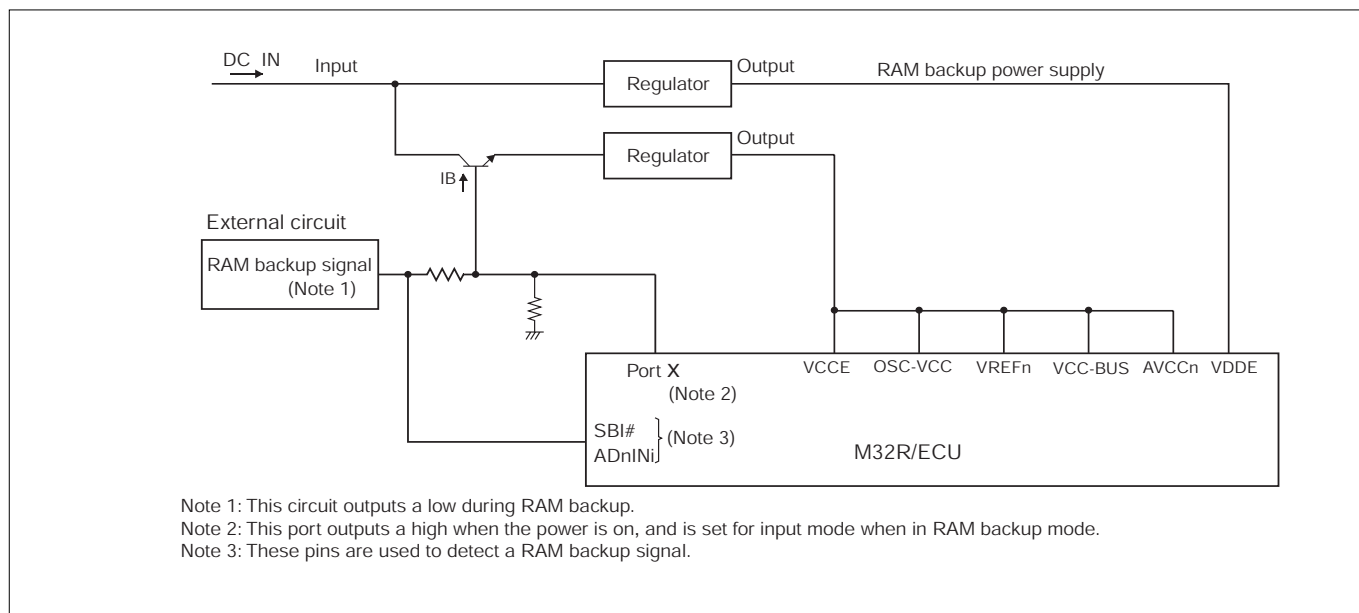 DC IN
Input
Regulator
Output
RAM backup power supply
Regulator
Output
IB
External circuit
RAM backup signal
(Note 1)
Port X
(Note 2)
VCCE
OSC-VCC
VREFn
VCC-BUS
AVCCn
VDDE
SBI#
ADnINi
(Note 3)
M32R/ECU
Note 1: This circuit outputs a low during RAM backup.
Note 2: This port outputs a high when the power is on, and is set for input mode when in RAM backup mode.
Note 3: These pins are used to detect a RAM backup signal.